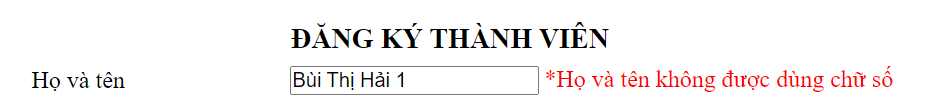 ĐĂNG KÝ THÀNH VIÊN
Họ và tên Bùi Thị Hải 1 *Họ và tên không được dùng chữ số